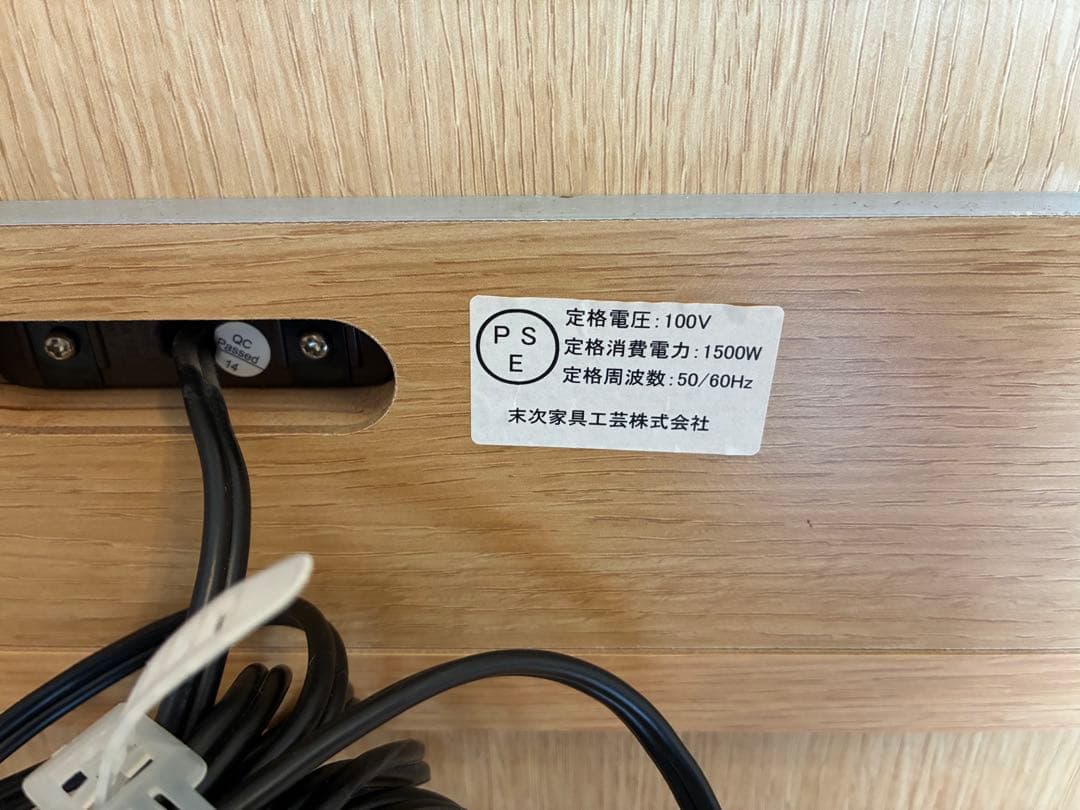 QC
Passed
14
P S
E
定格電圧:100V
定格消費電力:1500W
定格周波数:50/60Hz
末次家具工芸株式会社